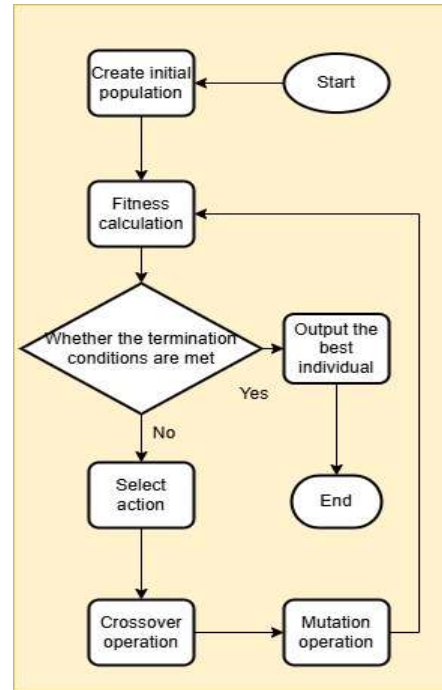 Create initial
population
Start
Fitness
calculation
Whether the termination
conditions are met
Output the
best
individual
Yes
No
Select
action
End
Crossover
operation
Mutation
operation